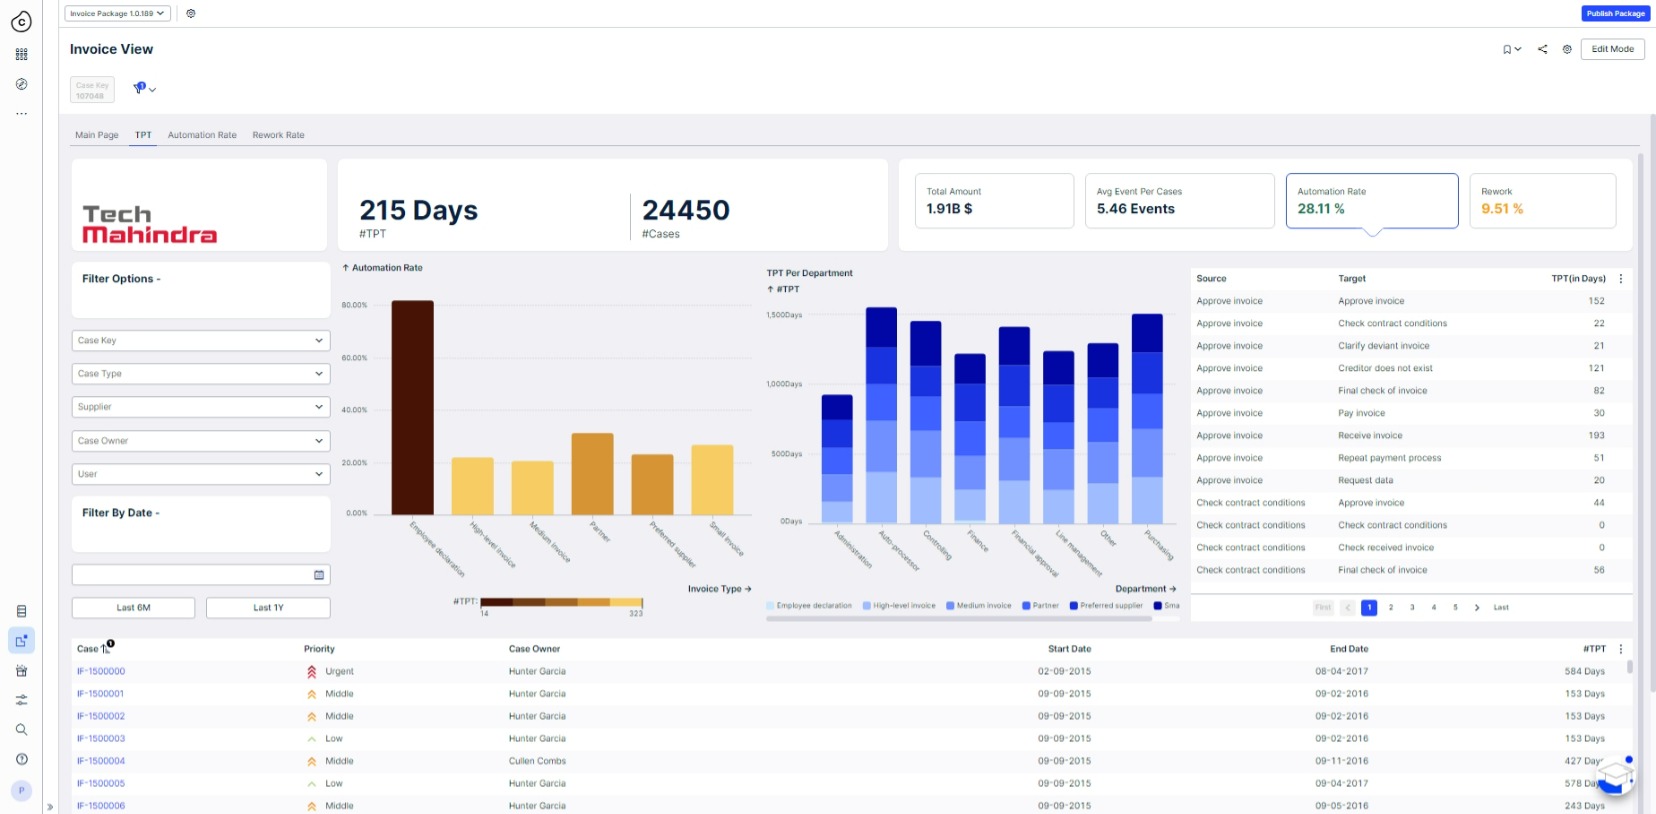 Invoice Package 1.0.189
Publish Package
Invoice View
Edit Mode
Case Key
107048
1
Main Page TPT Automation Rate Rework Rate
Tech
Mahindra
215 Days
#TPT
24450
#Cases
Total Amount
1.91B $
Avg Event Per Cases
5.46 Events
Automation Rate
28.11 %
Rework
9.51 %
Filter Options -
Case Key
Case Type
Supplier
Case Owner
User
Filter By Date -
Last 6M Last 1Y
↑ Automation Rate
80.00%
60.00%
40.00%
20.00%
0.00%
Employee declaration
High-level invoice
Medium invoice
Partner
Preferred supplier
Small invoice
Invoice Type →
#TPT:
14 323
TPT Per Department
↑ #TPT
1,500Days
1,000Days
500Days
0Days
Administration
Auto-processor
Controlling
Finance
Financial approval
Line management
Other
Purchasing
Department →
Employee declaration High-level invoice Medium invoice Partner Preferred supplier Sma
Source Target TPT(in Days)
Approve invoice Approve invoice 152
Approve invoice Check contract conditions 22
Approve invoice Clarify deviant invoice 21
Approve invoice Creditor does not exist 121
Approve invoice Final check of invoice 82
Approve invoice Pay invoice 30
Approve invoice Receive invoice 193
Approve invoice Repeat payment process 51
Approve invoice Request data 20
Check contract conditions Approve invoice 44
Check contract conditions Check contract conditions 0
Check contract conditions Check received invoice 0
Check contract conditions Final check of invoice 56
First 1 2 3 4 5 Last
Case 1 Priority Case Owner Start Date End Date #TPT
IF-1500000 Urgent Hunter Garcia 02-09-2015 08-04-2017 584 Days
IF-1500001 Middle Hunter Garcia 09-09-2015 09-02-2016 153 Days
IF-1500002 Middle Hunter Garcia 09-09-2015 09-02-2016 153 Days
IF-1500003 Low Hunter Garcia 09-09-2015 09-02-2016 153 Days
IF-1500004 Middle Cullen Combs 09-09-2015 09-11-2016 427 Days
IF-1500005 Low Hunter Garcia 09-09-2015 09-04-2017 578 Da
IF-1500006 Middle Hunter Garcia 09-09-2015 09-05-2016 243 Days
P